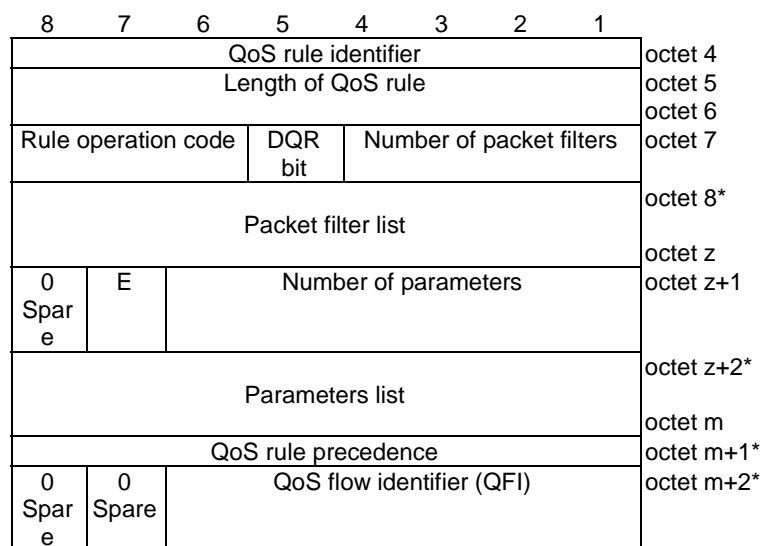 8 7 6 5 4 3 2 1
QoS rule identifier octet 4
Length of QoS rule octet 5
octet 6
Rule operation code DQR Number of packet filters octet 7
bit
octet 8*
Packet filter list
octet z
0 E Number of parameters octet z+1
Spar
e
octet z+2*
Parameters list
octet m
QoS rule precedence octet m+1*
0 0 QoS flow identifier (QFI) octet m+2*
Spar Spare
e